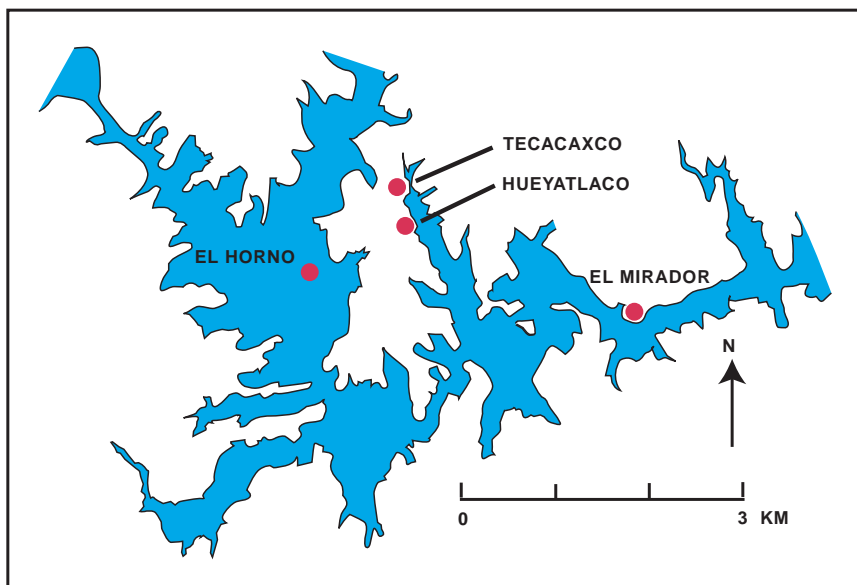 TECACAXCO
HUEYATLACO
EL HORNO
EL MIRADOR
N
0 3 KM